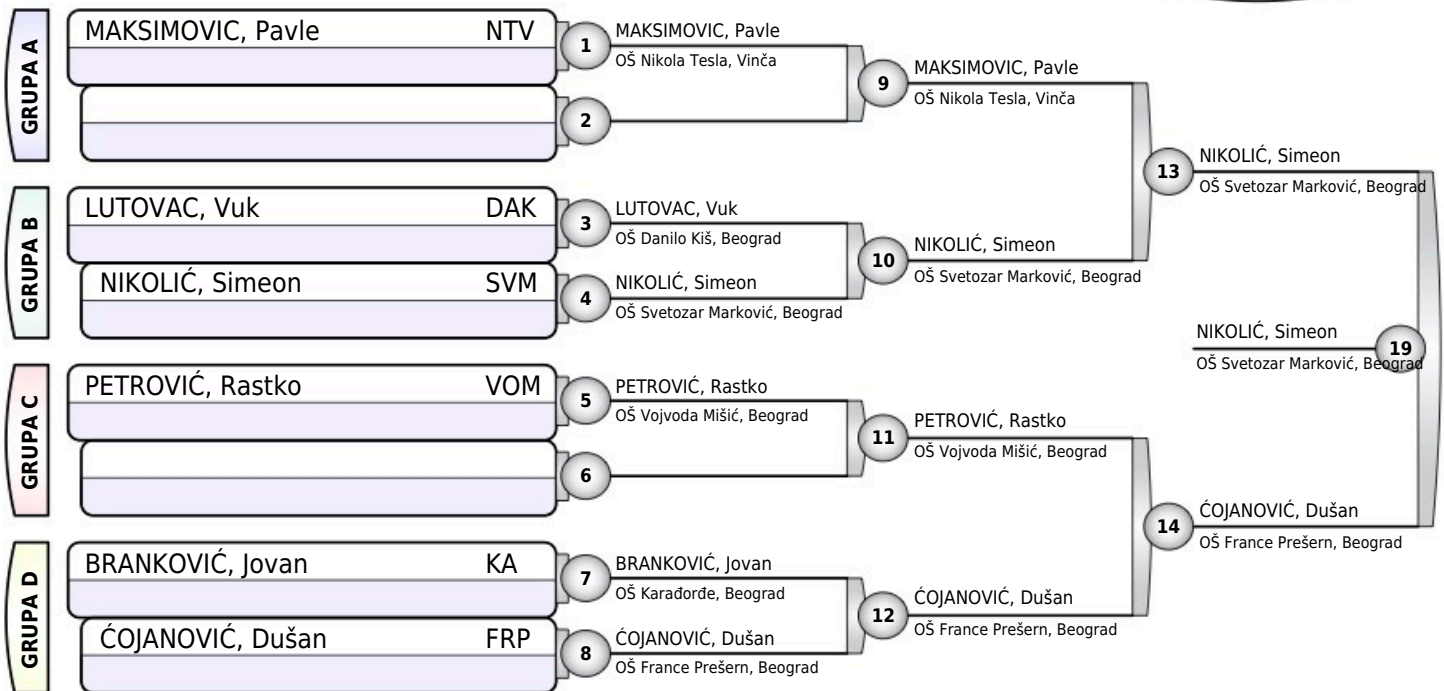 GRUPA A
MAKSIMOVIC, Pavle NTV
1
MAKSIMOVIC, Pavle
OŠ Nikola Tesla, Vinča
2
9
MAKSIMOVIC, Pavle
OŠ Nikola Tesla, Vinča
GRUPA B
LUTOVAC, Vuk DAK
3
LUTOVAC, Vuk
OŠ Danilo Kiš, Beograd
NIKOLIĆ, Simeon SVM
4
NIKOLIĆ, Simeon
OŠ Svetozar Marković, Beograd
10
NIKOLIĆ, Simeon
OŠ Svetozar Marković, Beograd
13
NIKOLIĆ, Simeon
OŠ Svetozar Marković, Beograd
GRUPA C
PETROVIĆ, Rastko VOM
5
PETROVIĆ, Rastko
OŠ Vojvoda Mišić, Beograd
6
11
PETROVIĆ, Rastko
OŠ Vojvoda Mišić, Beograd
GRUPA D
BRANKOVIĆ, Jovan KA
7
BRANKOVIĆ, Jovan
OŠ Karađorđe, Beograd
ĆOJANOVIĆ, Dušan FRP
8
ĆOJANOVIĆ, Dušan
OŠ France Prešern, Beograd
12
ĆOJANOVIĆ, Dušan
OŠ France Prešern, Beograd
14
ĆOJANOVIĆ, Dušan
OŠ France Prešern, Beograd
NIKOLIĆ, Simeon
19
OŠ Svetozar Marković, Beograd